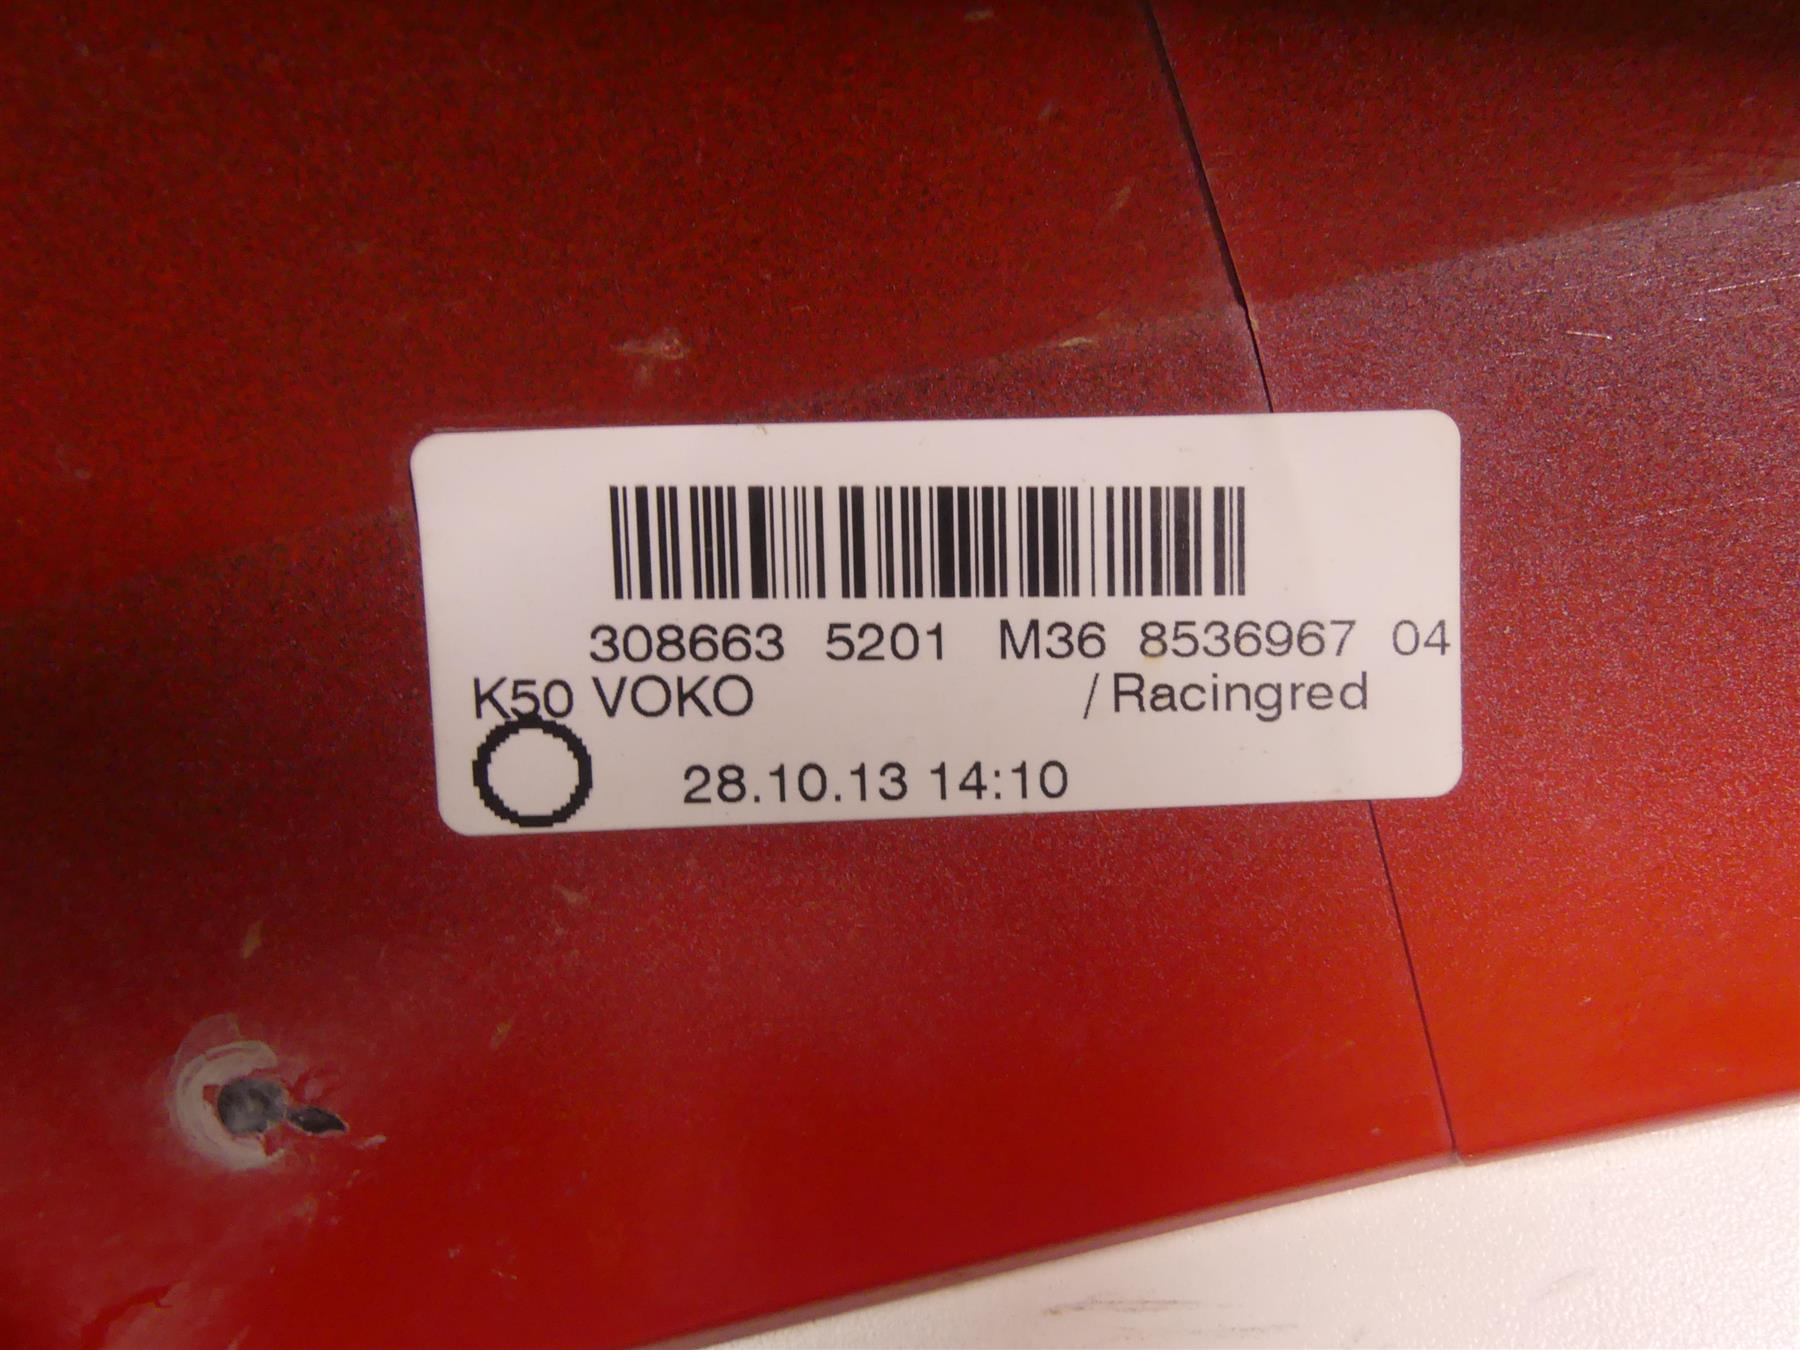 308663 5201 M36 8536967 04
K50 VOKO / Racingred
28.10.13 14:10